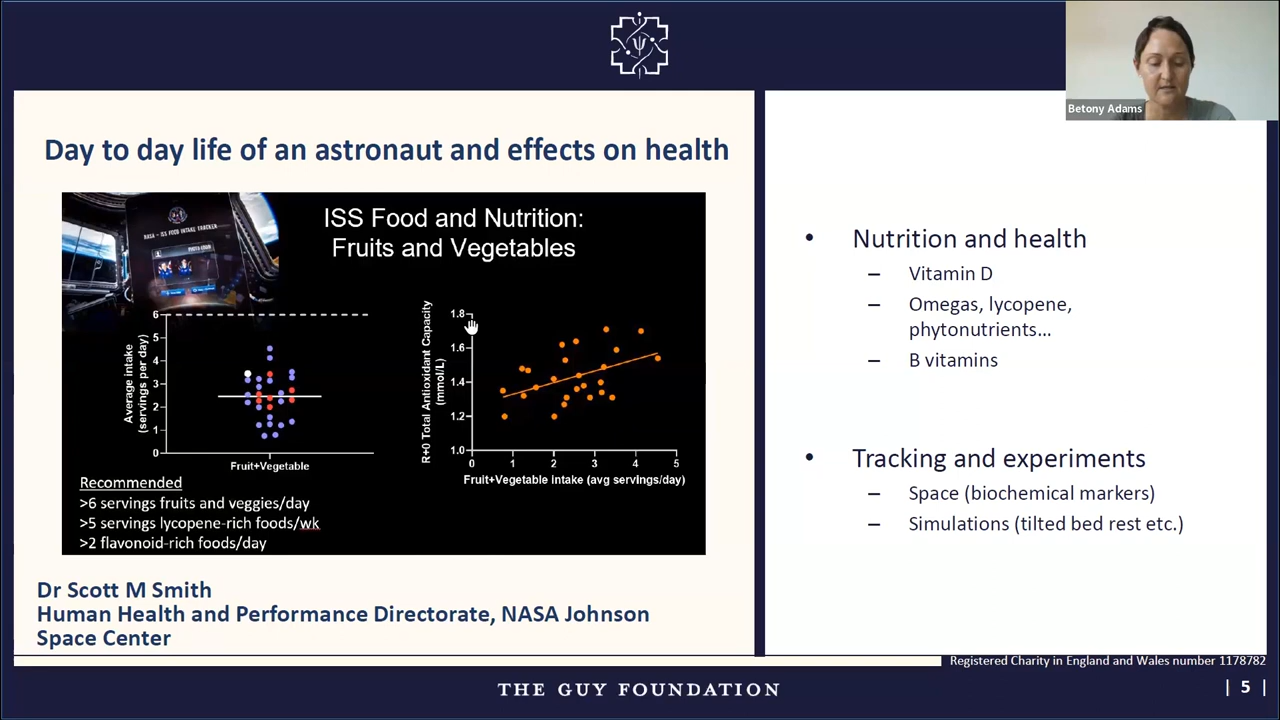 Betony Adams
Day to day life of an astronaut and effects on health
NASA - ISS FOOD INTAKE TRACKER
ISS Food and Nutrition:
Fruits and Vegetables
6
5
4
3
2
1
0
Average intake
(servings per day)
Fruit+Vegetable
1.8
1.6
1.4
1.2
1.0
R+0 Total Antioxidant Capacity
(mmol/L)
0 1 2 3 4 5
Fruit+Vegetable intake (avg servings/day)
Recommended
>6 servings fruits and veggies/day
>5 servings lycopene-rich foods/wk
>2 flavonoid-rich foods/day
Dr Scott M Smith
Human Health and Performance Directorate, NASA Johnson
Space Center
• Nutrition and health
– Vitamin D
– Omegas, lycopene,
phytonutrients…
– B vitamins
• Tracking and experiments
– Space (biochemical markers)
– Simulations (tilted bed rest etc.)
Registered Charity in England and Wales number 1178782
THE GUY FOUNDATION
| 5 |